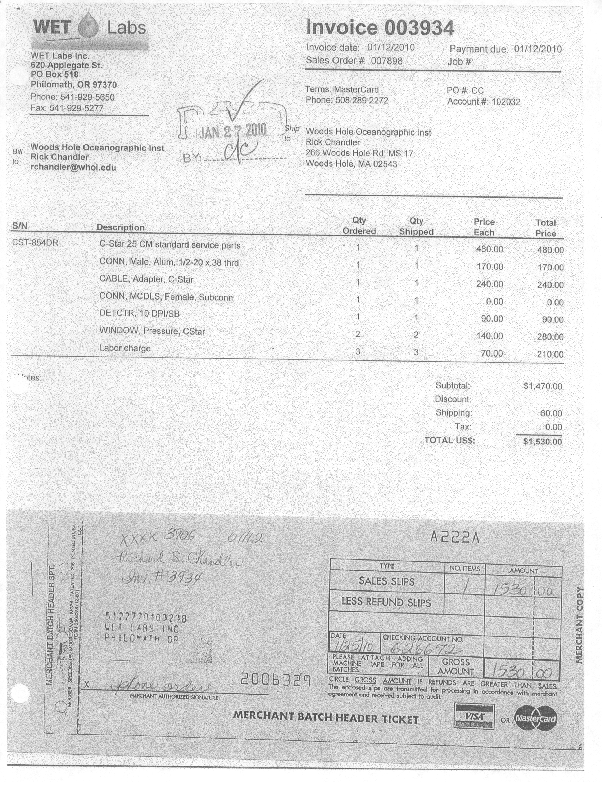 WET Labs
Invoice 003934
Invoice date: 01/12/2010 Payment due: 01/12/2010
Sales Order #: 007898 Job #:
WET Labs Inc.
620 Applegate St.
PO Box 518
Philomath, OR 97370
Phone: 541-929-5650
Fax: 541-929-5277
Terms: MasterCard PO #: CC
Phone: 508-289-2272 Account #: 102032
JAN 27 2010
BY: C/C
Bill to
Woods Hole Oceanographic Inst
Rick Chandler
rchandler@whoi.edu
Ship to
Woods Hole Oceanographic Inst
Rick Chandler
266 Woods Hole Rd, MS 17
Woods Hole, MA 02543
S/N Description Qty Ordered Qty Shipped Price Each Total Price
CST-854DR C-Star 25 CM standard service parts 1 1 480.00 480.00
CONN, Male, Alum, 1/2-20 x .38 thrd 1 1 170.00 170.00
CABLE, Adapter, C-Star 1 1 240.00 240.00
CONN, MCDLS, Female, Subconn 1 1 0.00 0.00
DETCTR, 10 DPI/SB 1 1 90.00 90.00
WINDOW, Pressure, CStar 2 2 140.00 280.00
Labor charge 3 3 70.00 210.00
Subtotal: $1,470.00
Discount:
Shipping: 60.00
Tax: 0.00
TOTAL US$: $1,530.00
XXXX 3905 01/12
Richard S. Chandler
Inv # 3934
A222A
TYPE NO. ITEMS AMOUNT
SALES SLIPS 1 1530 00
LESS REFUND SLIPS
WET LABS INC
PHILOMATH OR
DATE CHECKING ACCOUNT NO.
PLEASE ATTACH ADDING MACHINE TAPE FOR ALL BATCHES
GROSS AMOUNT 1530 00
CIRCLE GROSS AMOUNT IF REFUNDS ARE GREATER THAN SALES.
The enclosed slips are transmitted for processing in accordance with merchant agreement and received subject to audit.
2006329
X phone order
MERCHANT AUTHORIZED SIGNATURE
MERCHANT BATCH HEADER TICKET
VISA OR MasterCard
MERCHANT COPY
MERCHANT BATCH HEADER SPT.